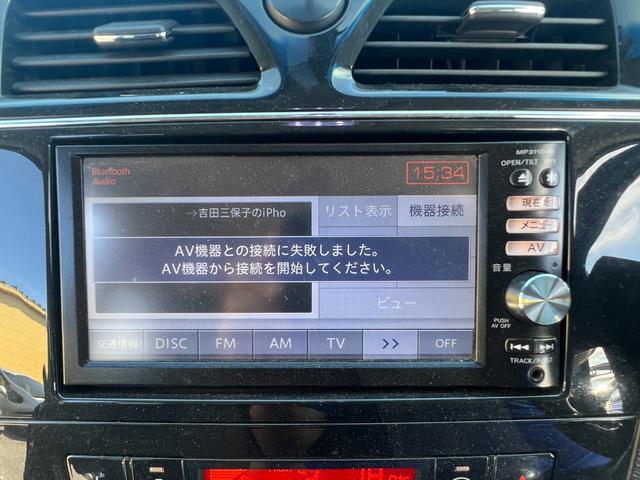 MP311D-W
OPEN/TILT
Bluetooth
Audio
15:34
→吉田三保子のiPho
リスト表示
機器接続
現在地
メニュー
AV
AV機器との接続に失敗しました。
AV機器から接続を開始してください。
音量
ビュー
PUSH
AV OFF
交通情報
DISC
FM
AM
TV
>>
OFF
TRACK/
FRONT
18